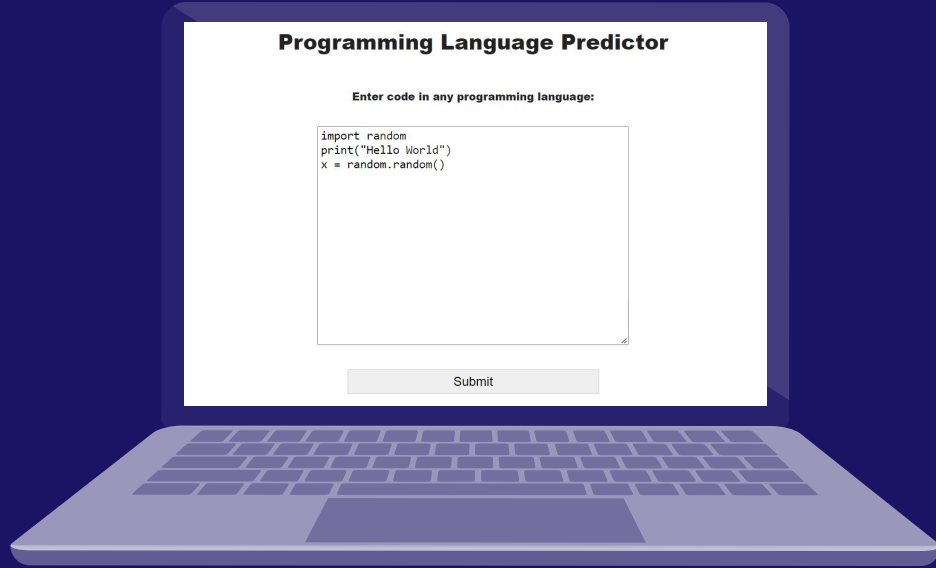 Programming Language Predictor
Enter code in any programming language:
import random
print("Hello World")
x = random.random()
Submit